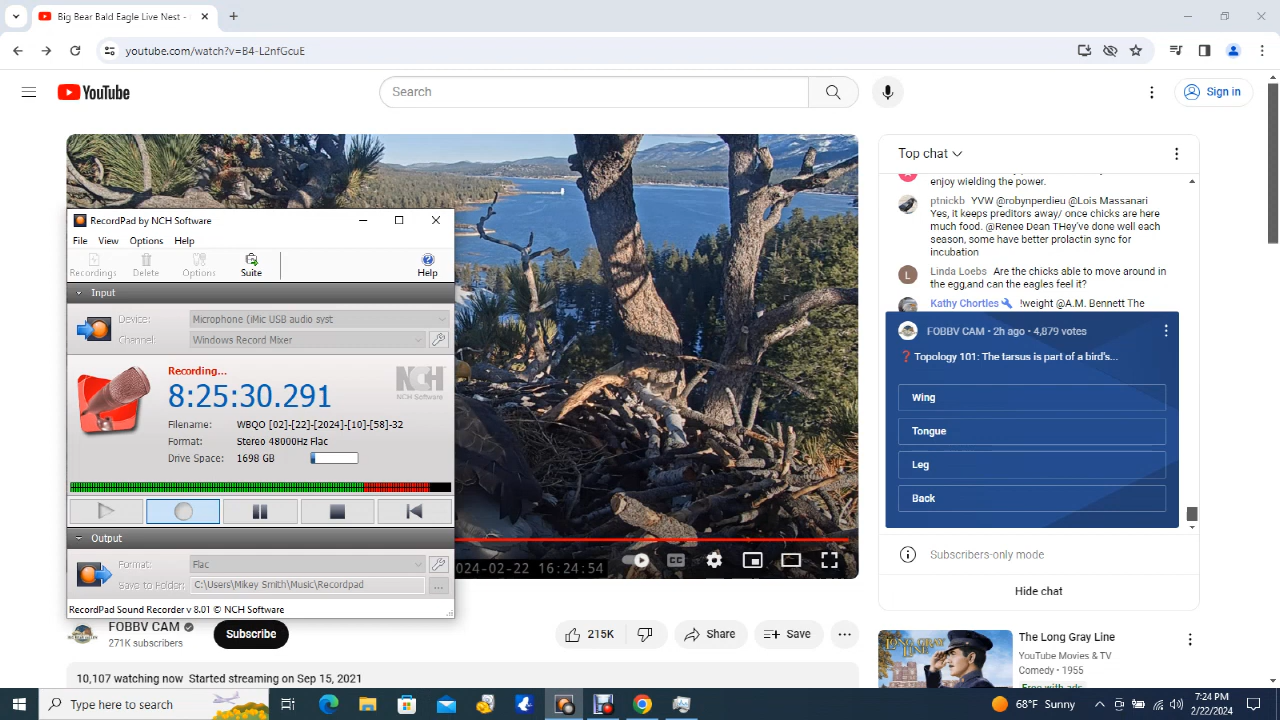 Big Bear Bald Eagle Live Nest -
youtube.com/watch?v=B4-L2nfGcuE
YouTube
Search
Sign in
RecordPad by NCH Software
File View Options Help
Recordings Delete Options Suite Help
Input
Device: Microphone (iMic USB audio syst
Channel: Windows Record Mixer
Recording...
8:25:30.291
NCH
NCH Software
Filename: WBQO [02]-[22]-[2024]-[10]-[58]-32
Format: Stereo 48000Hz Flac
Drive Space: 1698 GB
Output
Format: Flac
Save to Folder: C:\Users\Mikey Smith\Music\Recordpad
...
RecordPad Sound Recorder v 8.01 © NCH Software
024-02-22 16:24:54
CC
FOBBV CAM
271K subscribers
Subscribe
215K
Share
Save
10,107 watching now Started streaming on Sep 15, 2021
Top chat
enjoy wielding the power.
ptnickb YVW @robynperdieu @Lois Massanari
Yes, it keeps preditors away/ once chicks are here
much food. @Renee Dean THey've done well each
season, some have better prolactin sync for
incubation
L
Linda Loebs Are the chicks able to move around in
the egg,and can the eagles feel it?
Kathy Chortles !weight @A.M. Bennett The
FOBBV CAM • 2h ago • 4,879 votes
❓Topology 101: The tarsus is part of a bird's...
Wing
Tongue
Leg
Back
Subscribers-only mode
Hide chat
LONG GRAY LINE
The Long Gray Line
YouTube Movies & TV
Comedy • 1955
Free with ads
Type here to search
68°F Sunny
7:24 PM
2/22/2024